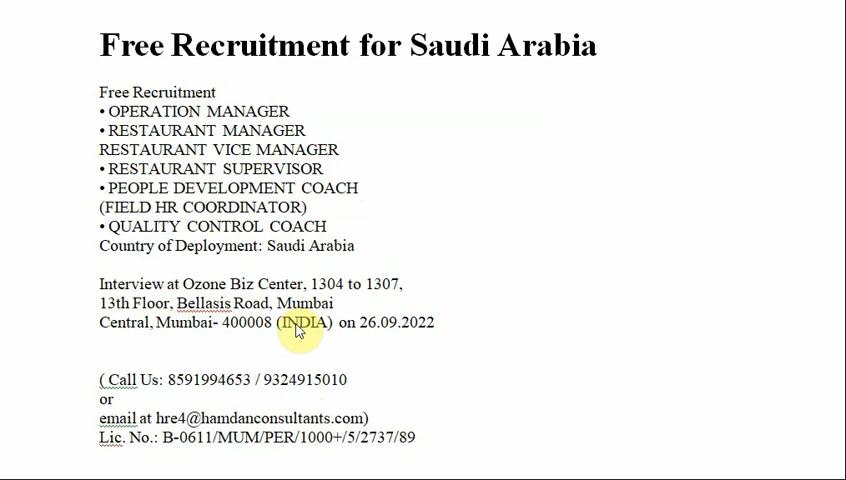 Free Recruitment for Saudi Arabia
Free Recruitment
• OPERATION MANAGER
• RESTAURANT MANAGER
RESTAURANT VICE MANAGER
• RESTAURANT SUPERVISOR
• PEOPLE DEVELOPMENT COACH
(FIELD HR COORDINATOR)
• QUALITY CONTROL COACH
Country of Deployment: Saudi Arabia
Interview at Ozone Biz Center, 1304 to 1307,
13th Floor, Bellasis Road, Mumbai
Central, Mumbai- 400008 (INDIA) on 26.09.2022
( Call Us: 8591994653 / 9324915010
or
email at hre4@hamdanconsultants.com)
Lic. No.: B-0611/MUM/PER/1000+/5/2737/89